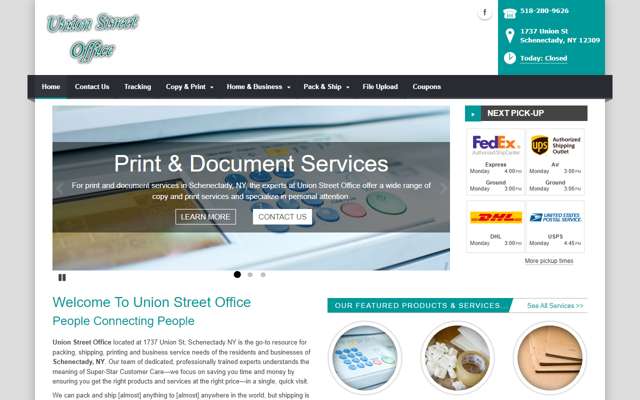 Union Street
Office
f
518-280-9626
1737 Union St
Schenectady, NY 12309
Today: Closed
Home
Contact Us
Tracking
Copy & Print
Home & Business
Pack & Ship
File Upload
Coupons
Print & Document Services
For print and document services in Schenectady, NY, the experts at Union Street Office offer a wide range of
copy and print services and specialize in personal attention
LEARN MORE
CONTACT US
NEXT PICK-UP
FedEx
Authorized ShipCenter
Express
Monday 4:00 PM
Ground
Monday 3:00 PM
ups
Authorized
Shipping
Outlet
Air
Monday 3:06 PM
Ground
Monday 3:06 PM
DHL
DHL
Monday 3:00 PM
UNITED STATES
POSTAL SERVICE
USPS
Monday 4:45 PM
More pickup times
Welcome To Union Street Office
People Connecting People
Union Street Office located at 1737 Union St, Schenectady NY is the go-to resource for
packing, shipping, printing and business service needs of the residents and businesses of
Schenectady, NY. Our team of dedicated, professionally trained experts understands the
meaning of Super-Star Customer Care—we focus on saving you time and money by
ensuring you get the right products and services at the right price—in a single, quick visit.
We can pack and ship [almost] anything to [almost] anywhere in the world, but shipping is
OUR FEATURED PRODUCTS & SERVICES...
See All Services >>